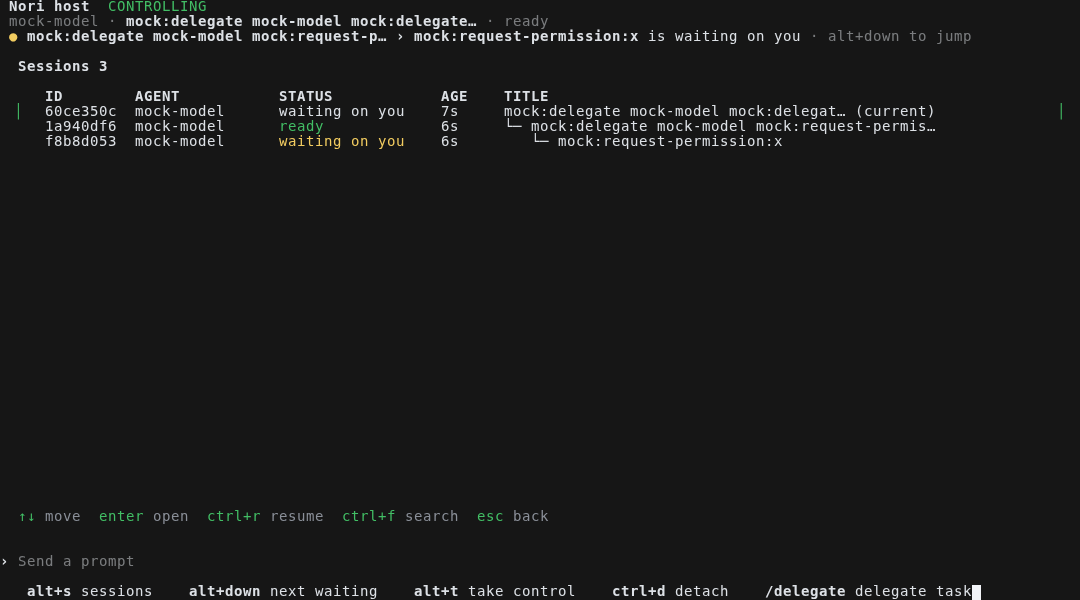 Nori host  CONTROLLING
mock-model · mock:delegate mock-model mock:delegate… · ready
● mock:delegate mock-model mock:request-p… › mock:request-permission:x is waiting on you · alt+down to jump
Sessions 3
ID  AGENT  STATUS  AGE  TITLE
60ce350c  mock-model  waiting on you  7s  mock:delegate mock-model mock:delegat… (current)
1a940df6  mock-model  ready  6s  └─ mock:delegate mock-model mock:request-permis…
f8b8d053  mock-model  waiting on you  6s  └─ mock:request-permission:x
↑↓ move  enter open  ctrl+r resume  ctrl+f search  esc back
› Send a prompt
alt+s sessions  alt+down next waiting  alt+t take control  ctrl+d detach  /delegate delegate task